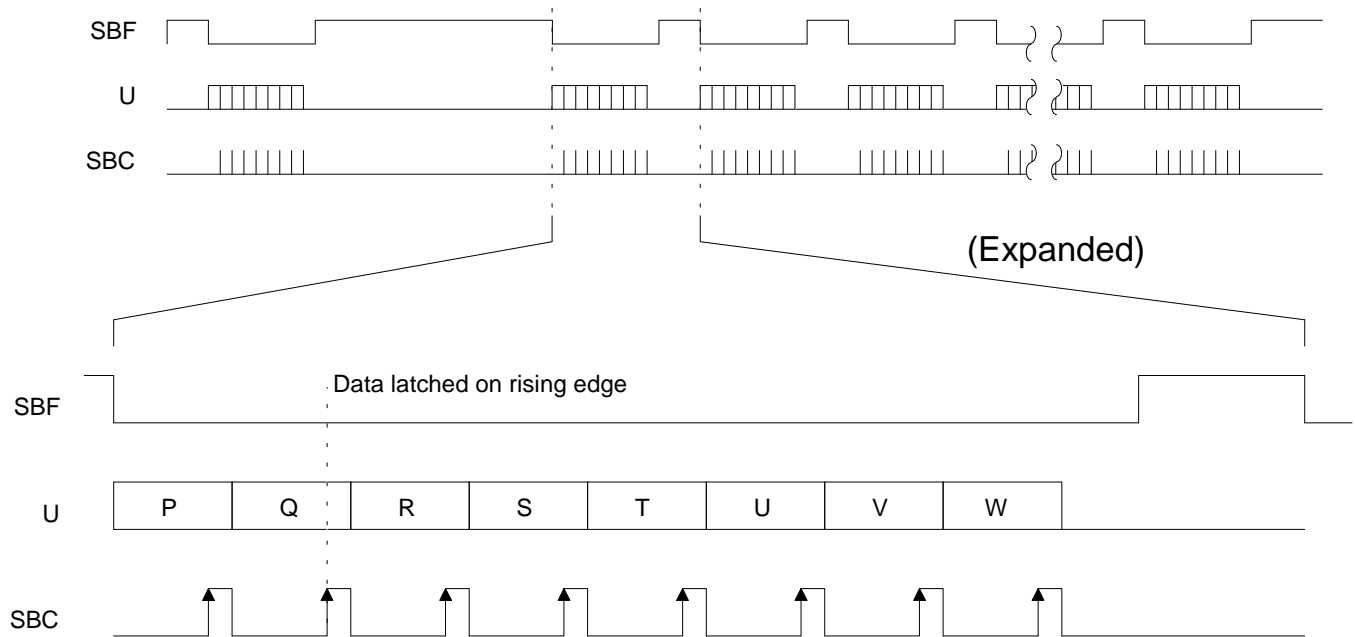 SBF
U
SBC
(Expanded)
Data latched on rising edge
SBF
U P Q R S T U V W
SBC